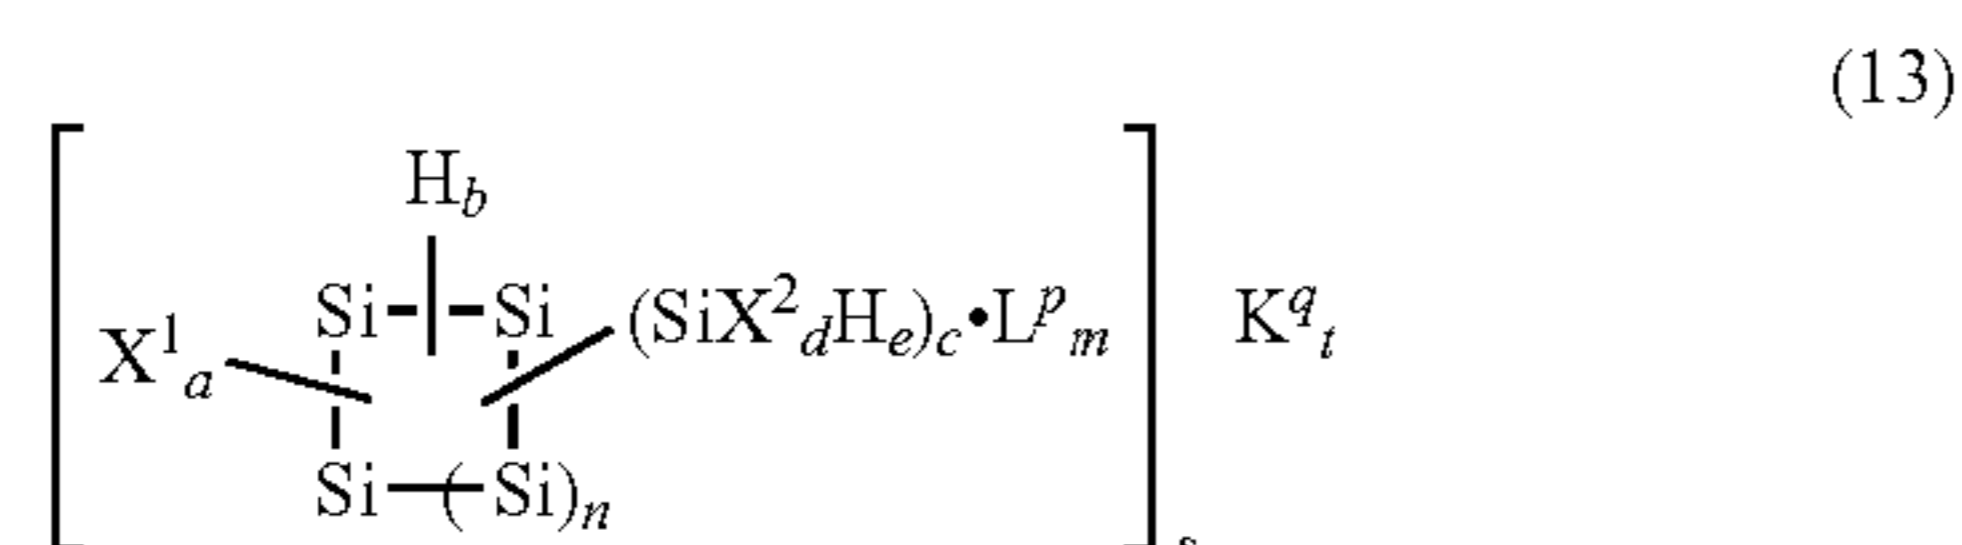 (13)
H_b
Si Si (SiX^2_dH_e)_c•L^p_m K^q_t
X^1_a
Si (Si)_n
s